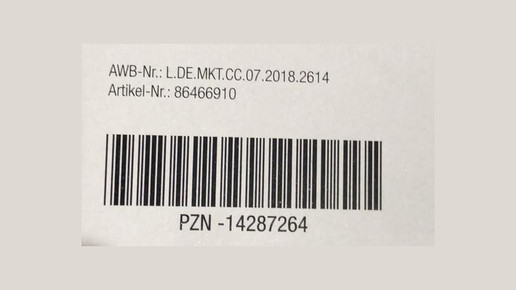 AWB-Nr.: L.DE.MKT.CC.07.2018.2614
Artikel-Nr.: 86466910
PZN -14287264